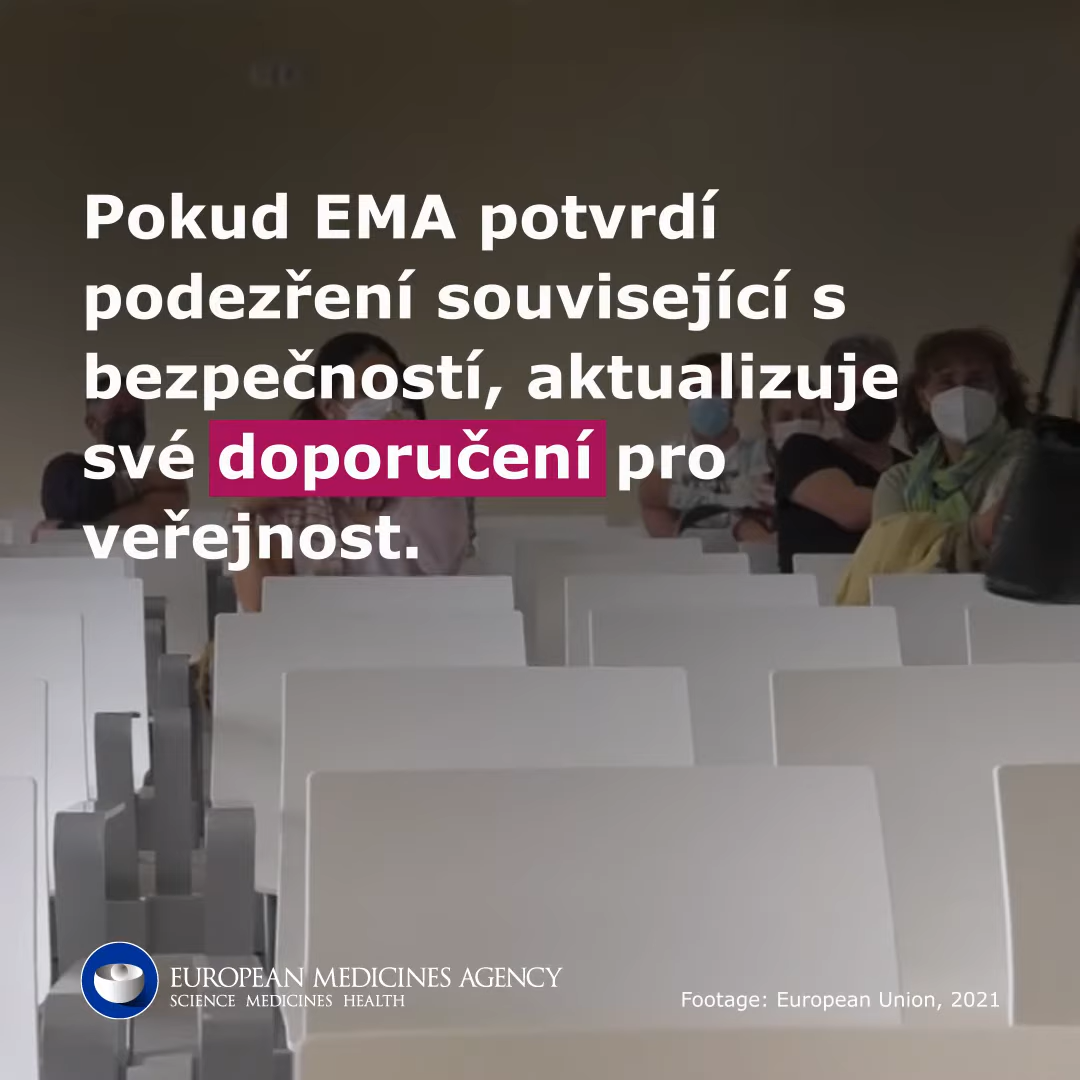 Pokud EMA potvrdí
podezření související s
bezpečností, aktualizuje
své doporučení pro
veřejnost.
EUROPEAN MEDICINES AGENCY
SCIENCE MEDICINES HEALTH
Footage: European Union, 2021